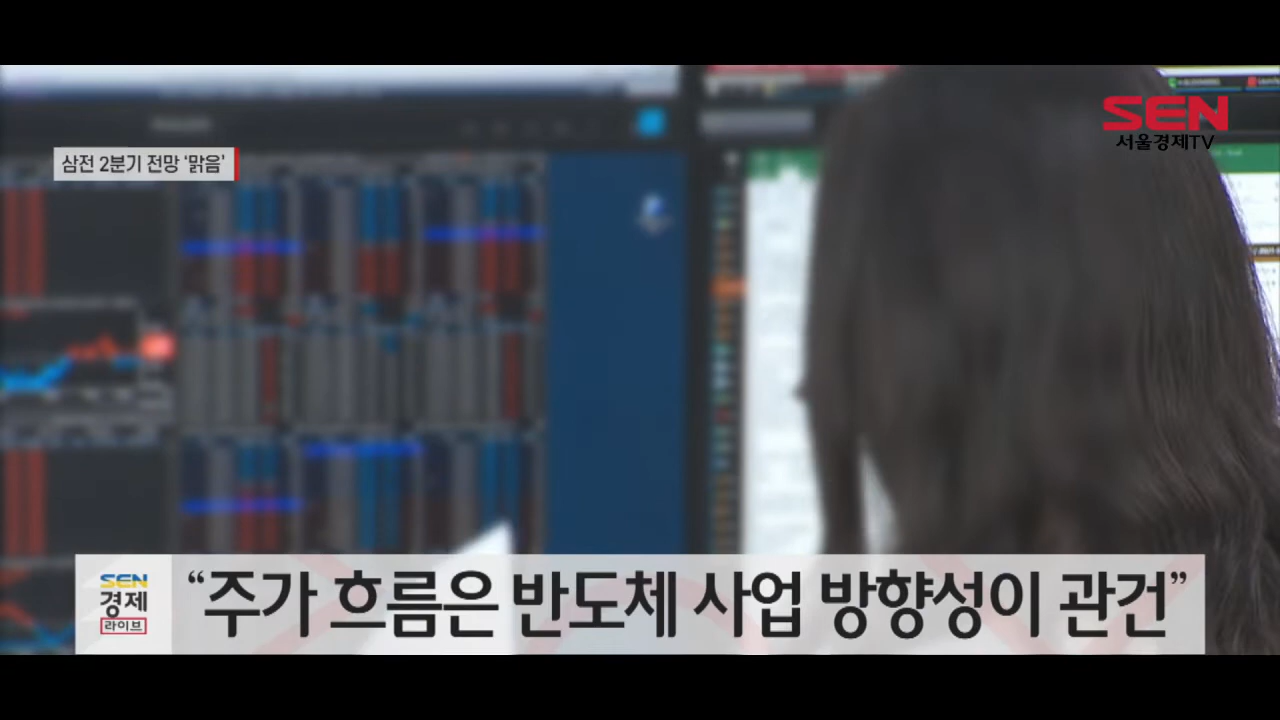 SEN
서울경제TV
삼전 2분기 전망 ‘맑음’
SEN
경제
라이브
“주가 흐름은 반도체 사업 방향성이 관건”